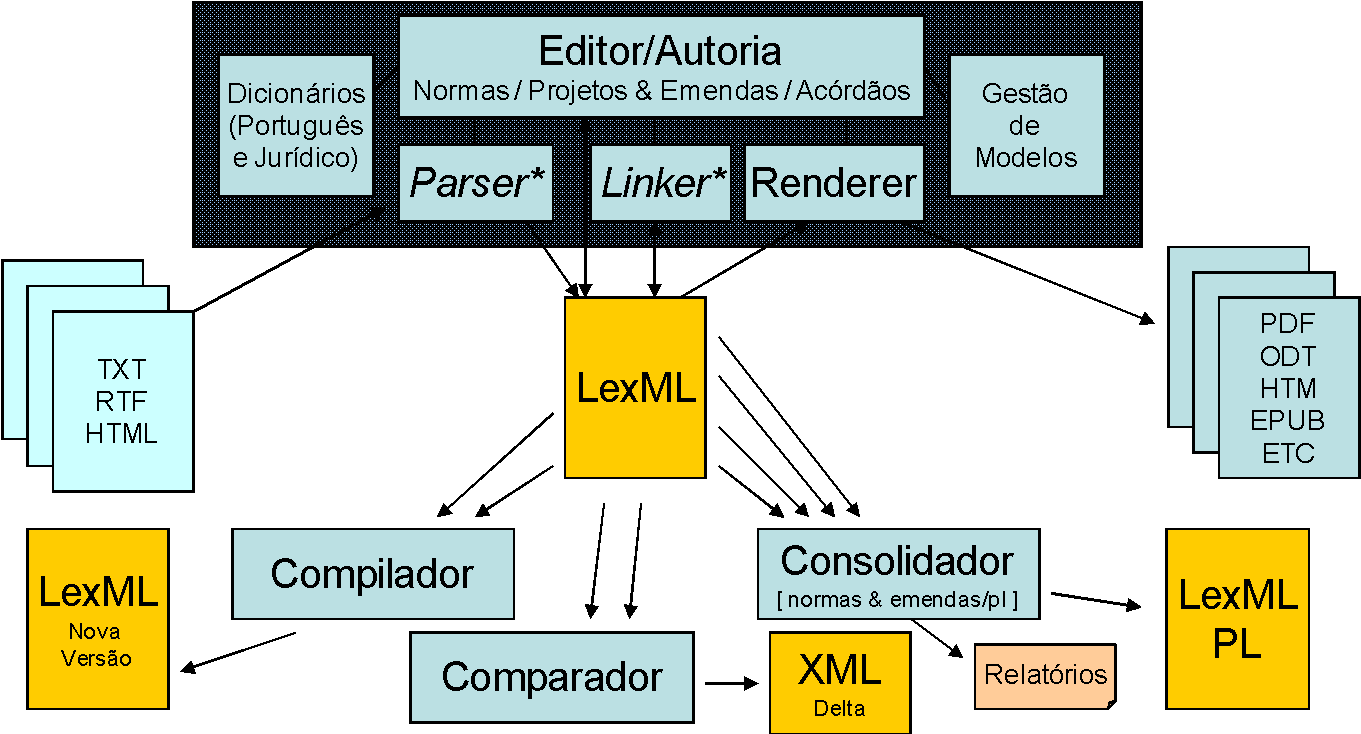 Editor/Autoria
Normas / Projetos & Emendas / Acórdãos
Dicionários
(Português
e Jurídico)
Gestão
de
Modelos
Parser*
Linker*
Renderer
TXT
RTF
HTML
LexML
PDF
ODT
HTM
EPUB
ETC
LexML
Nova
Versão
Compilador
Comparador
XML
Delta
Consolidador
[ normas & emendas/pl ]
Relatórios
LexML
PL